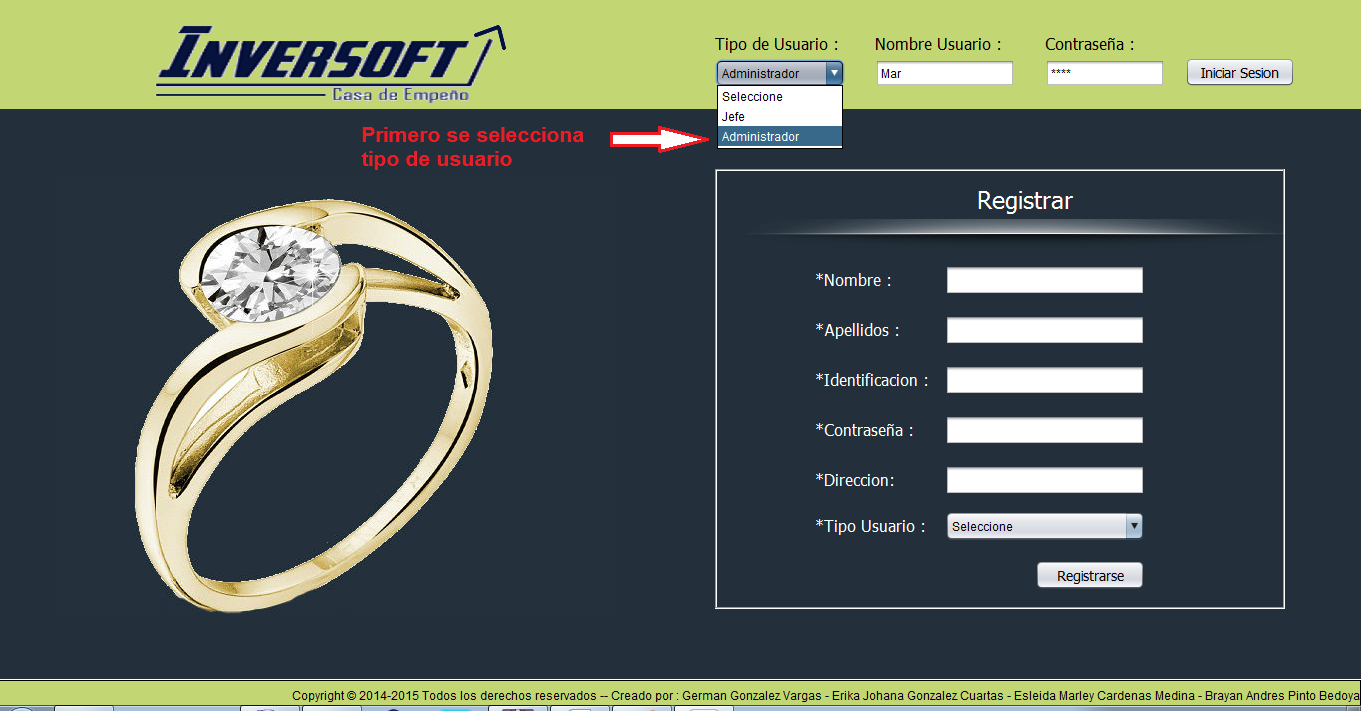 INVERSOFT
Casa de Empeño
Tipo de Usuario :
Nombre Usuario :
Contraseña :
Administrador
Mar
****
Iniciar Sesion
Seleccione
Jefe
Administrador
Primero se selecciona
tipo de usuario
Registrar
*Nombre :
*Apellidos :
*Identificacion :
*Contraseña :
*Direccion:
*Tipo Usuario :
Seleccione
Registrarse
Copyright © 2014-2015 Todos los derechos reservados -- Creado por : German Gonzalez Vargas - Erika Johana Gonzalez Cuartas - Esleida Marley Cardenas Medina - Brayan Andres Pinto Bedoya